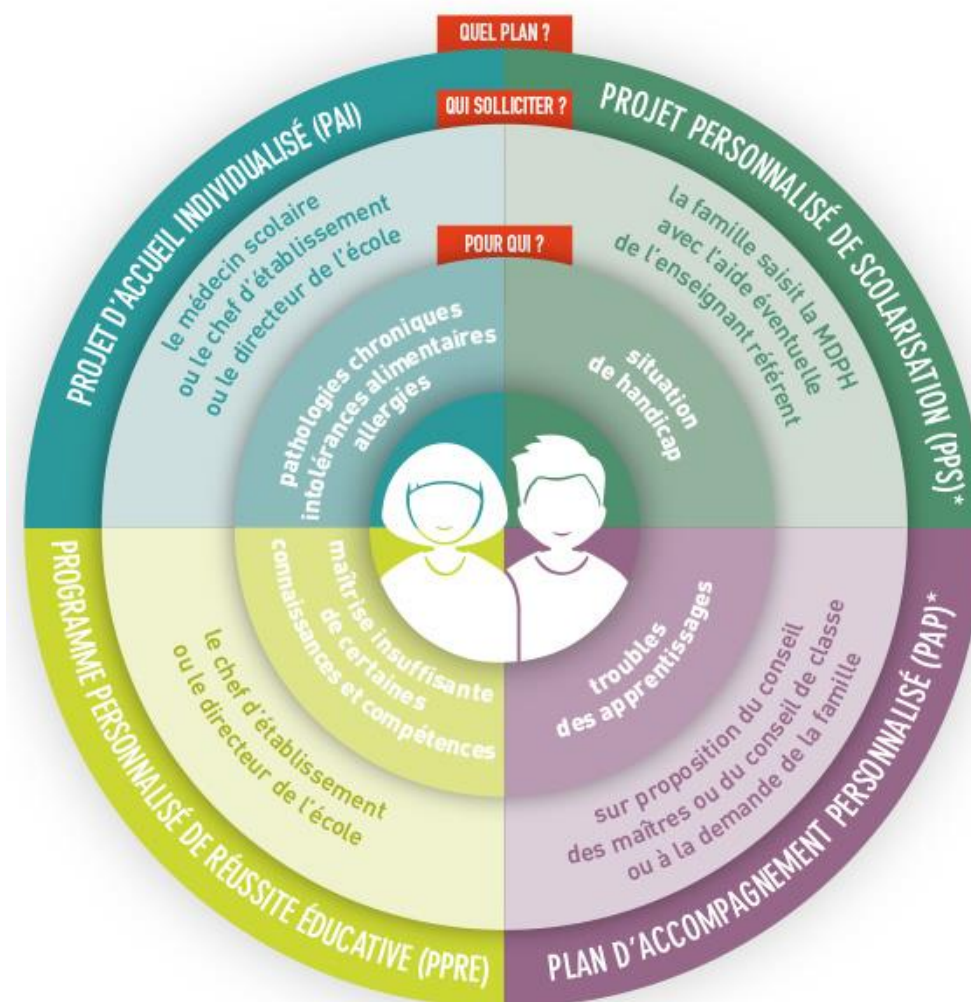 QUEL PLAN ?
QUI SOLLICITER ?
POUR QUI ?
PROJET D'ACCUEIL INDIVIDUALISÉ (PAI)
le médecin scolaire
ou le chef d'établissement
ou le directeur de l'école
pathologies chroniques
intolérances alimentaires
allergies
PROJET PERSONNALISÉ DE SCOLARISATION (PPS)*
la famille saisit la MDPH
avec l'aide éventuelle
de l'enseignant référent
situation
de handicap
PROGRAMME PERSONNALISÉ DE RÉUSSITE ÉDUCATIVE (PPRE)
le chef d'établissement
ou le directeur de l'école
maîtrise insuffisante
de certaines
connaissances et compétences
PLAN D'ACCOMPAGNEMENT PERSONNALISÉ (PAP)*
sur proposition du conseil
des maîtres ou du conseil de classe
ou à la demande de la famille
troubles
des apprentissages